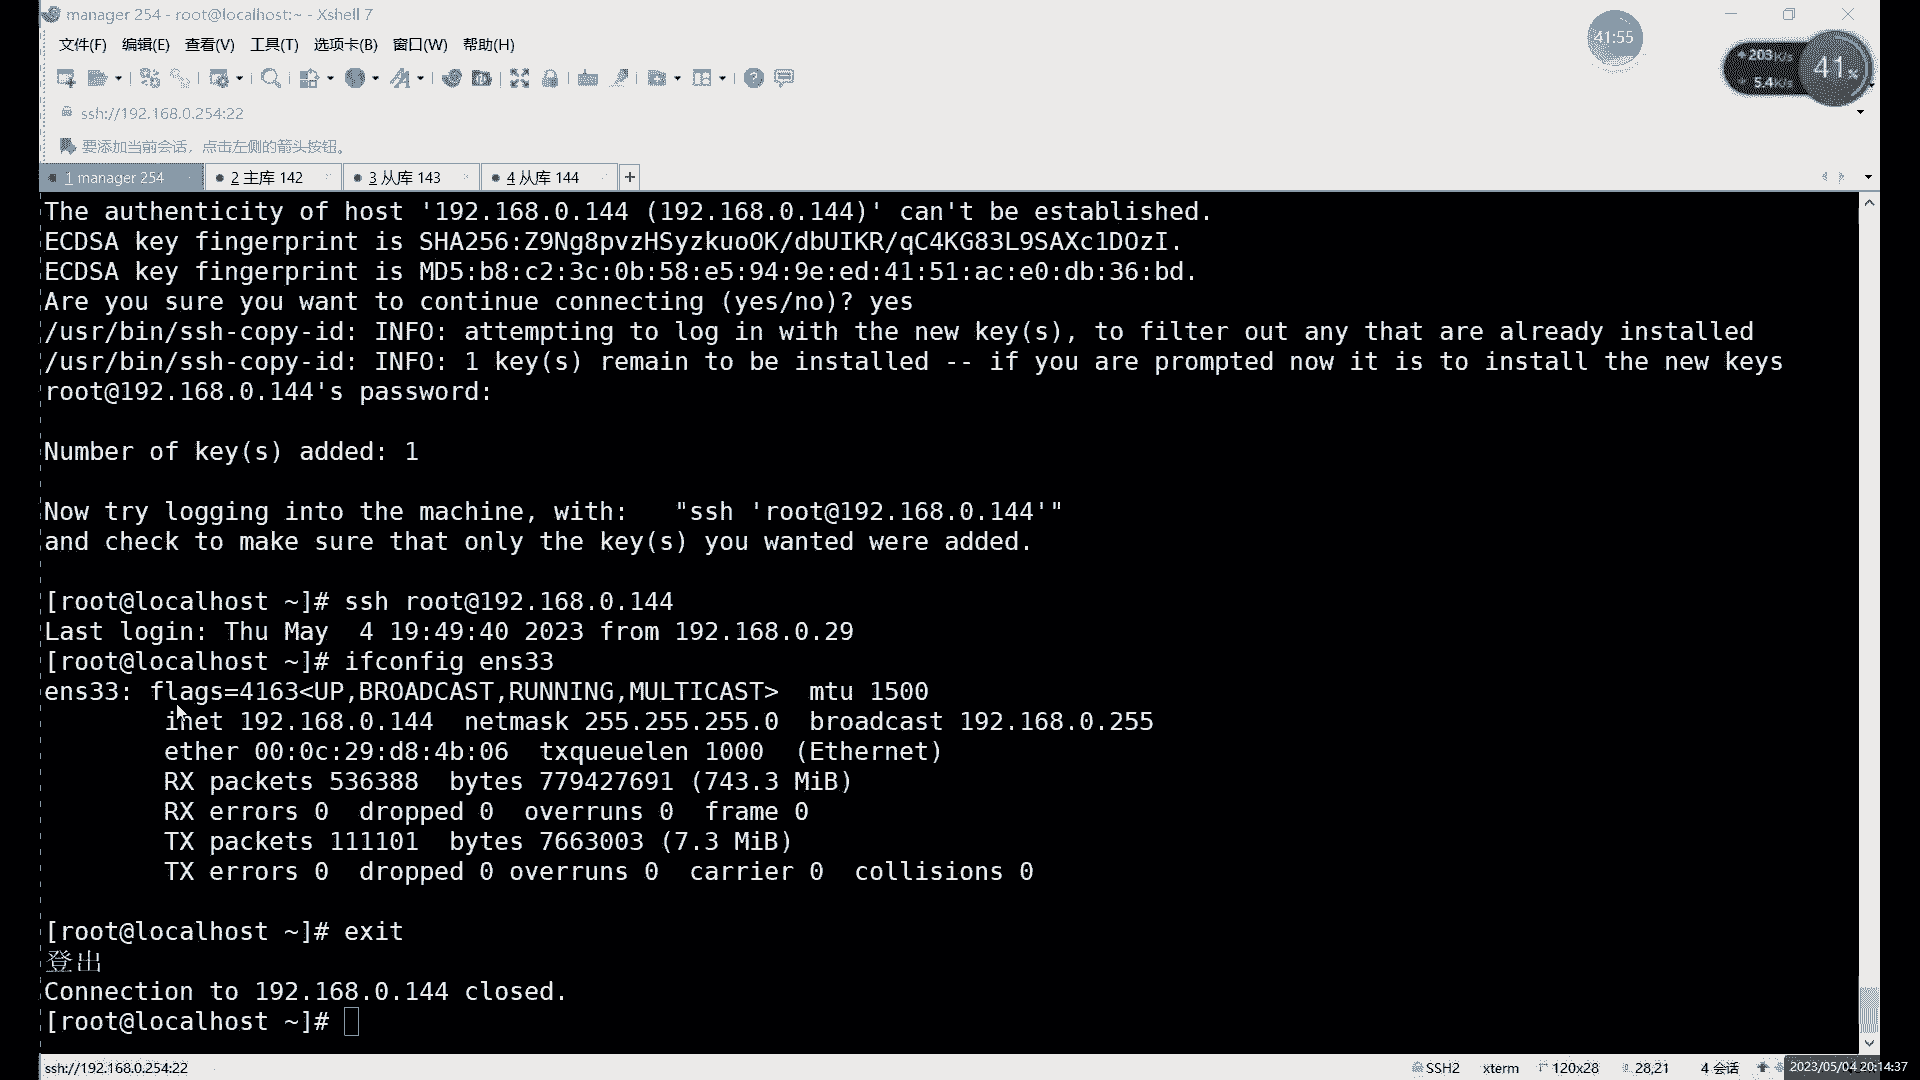 manager 254 - root@localhost:~ - Xshell 7
41:55
文件(F) 编辑(E) 查看(V) 工具(T) 选项卡(B) 窗口(W) 帮助(H)
203K/s
5.4K/s
41%
ssh://192.168.0.254:22
要添加当前会话，点击左侧的箭头按钮。
1 manager 254
2 主库 142
3 从库 143
4 从库 144
The authenticity of host '192.168.0.144 (192.168.0.144)' can't be established.
ECDSA key fingerprint is SHA256:Z9Ng8pvzHSyzkuoOK/dbUIKR/qC4KG83L9SAXc1DOzI.
ECDSA key fingerprint is MD5:b8:c2:3c:0b:58:e5:94:9e:ed:41:51:ac:e0:db:36:bd.
Are you sure you want to continue connecting (yes/no)? yes
/usr/bin/ssh-copy-id: INFO: attempting to log in with the new key(s), to filter out any that are already installed
/usr/bin/ssh-copy-id: INFO: 1 key(s) remain to be installed -- if you are prompted now it is to install the new keys
root@192.168.0.144's password:
Number of key(s) added: 1
Now try logging into the machine, with:   "ssh 'root@192.168.0.144'"
and check to make sure that only the key(s) you wanted were added.
[root@localhost ~]# ssh root@192.168.0.144
Last login: Thu May  4 19:49:40 2023 from 192.168.0.29
[root@localhost ~]# ifconfig ens33
ens33: flags=4163<UP,BROADCAST,RUNNING,MULTICAST>  mtu 1500
inet 192.168.0.144  netmask 255.255.255.0  broadcast 192.168.0.255
ether 00:0c:29:d8:4b:06  txqueuelen 1000  (Ethernet)
RX packets 536388  bytes 779427691 (743.3 MiB)
RX errors 0  dropped 0  overruns 0  frame 0
TX packets 111101  bytes 7663003 (7.3 MiB)
TX errors 0  dropped 0 overruns 0  carrier 0  collisions 0
[root@localhost ~]# exit
登出
Connection to 192.168.0.144 closed.
[root@localhost ~]#
ssh://192.168.0.254:22
SSH2 xterm 120x28 28,21 4 会话
2023/05/04 20:14:37